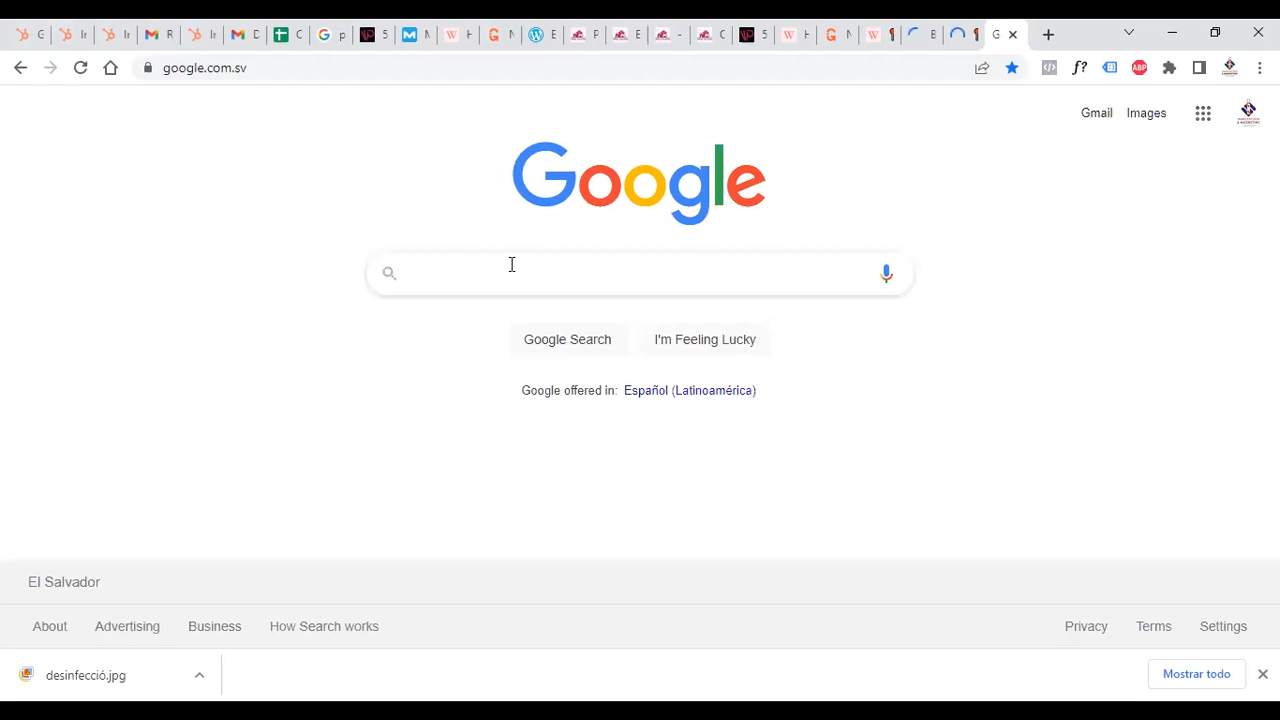 G
google.com.sv
f?
ABP
Gmail
Images
Google
Google Search
I'm Feeling Lucky
Google offered in: Español (Latinoamérica)
El Salvador
About
Advertising
Business
How Search works
Privacy
Terms
Settings
desinfecció.jpg
Mostrar todo